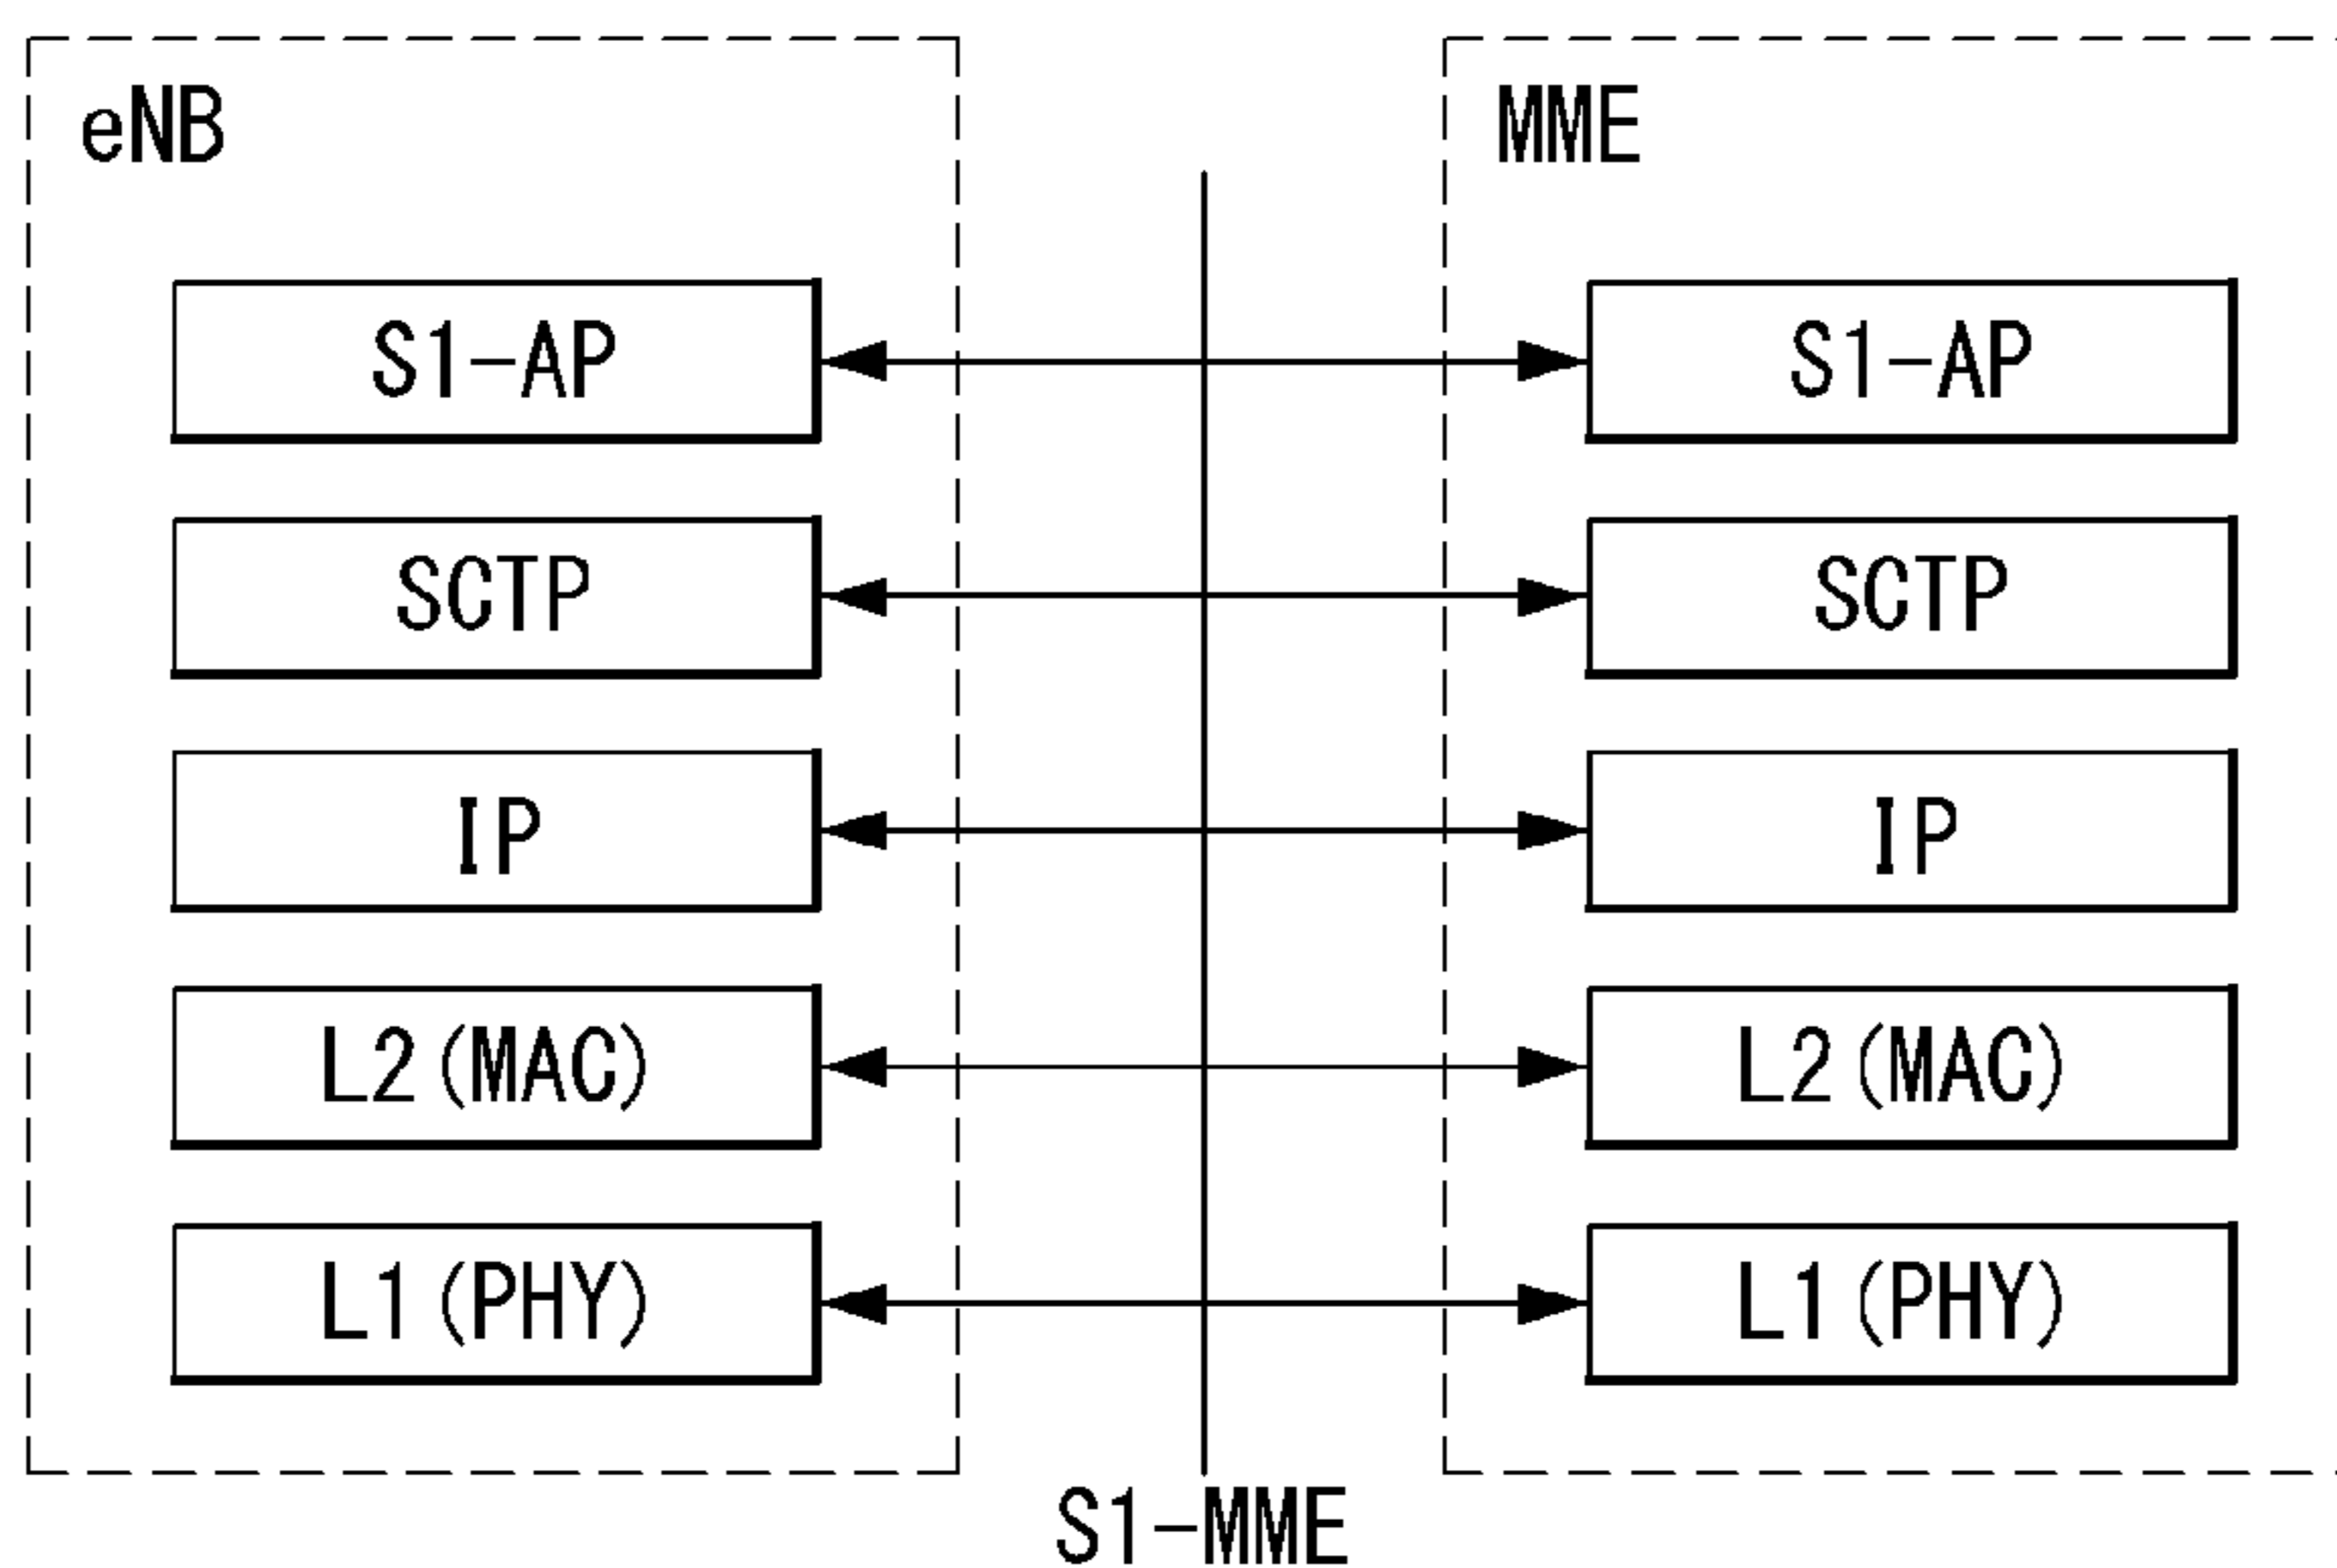 eNB
MME
S1-AP
S1-AP
SCTP
SCTP
IP
IP
L2(MAC)
L2(MAC)
L1(PHY)
L1(PHY)
S1-MME